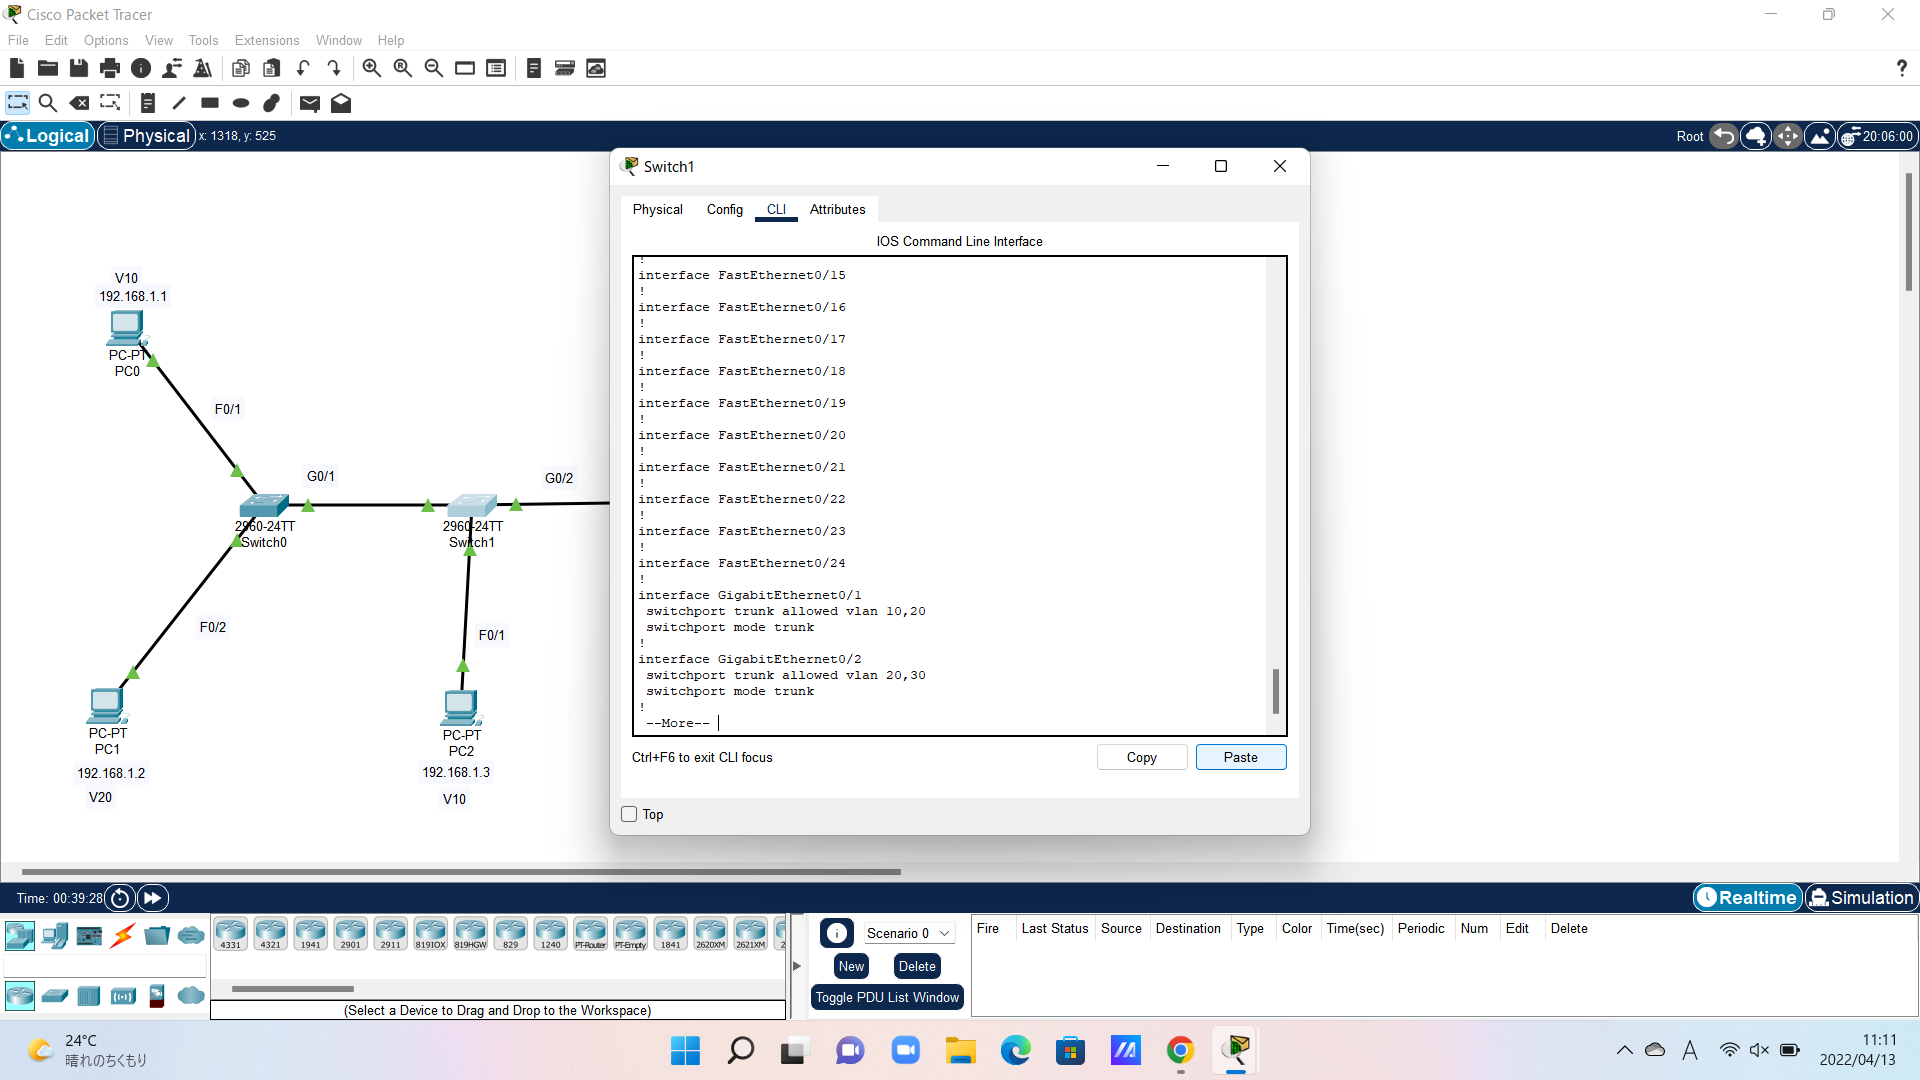 Cisco Packet Tracer
File Edit Options View Tools Extensions Window Help
Logical Physical x: 1318, y: 525 Root 20:06:00
V10
192.168.1.1
PC-PT
PC0
F0/1
G0/1
G0/2
2960-24TT
Switch0
2960-24TT
Switch1
F0/2
F0/1
PC-PT
PC1
192.168.1.2
V20
PC-PT
PC2
192.168.1.3
V10
Switch1
Physical Config CLI Attributes
IOS Command Line Interface
!
interface FastEthernet0/15
!
interface FastEthernet0/16
!
interface FastEthernet0/17
!
interface FastEthernet0/18
!
interface FastEthernet0/19
!
interface FastEthernet0/20
!
interface FastEthernet0/21
!
interface FastEthernet0/22
!
interface FastEthernet0/23
!
interface FastEthernet0/24
!
interface GigabitEthernet0/1
switchport trunk allowed vlan 10,20
switchport mode trunk
!
interface GigabitEthernet0/2
switchport trunk allowed vlan 20,30
switchport mode trunk
!
--More--
Ctrl+F6 to exit CLI focus Copy Paste
Top
Time: 00:39:28 Realtime Simulation
4331 4321 1941 2901 2911 819IOX 819HGW 829 1240 PT-Router PT-Empty 1841 2620XM 2621XM 2
(Select a Device to Drag and Drop to the Workspace)
Scenario 0
New Delete
Toggle PDU List Window
Fire Last Status Source Destination Type Color Time(sec) Periodic Num Edit Delete
24°C
晴れのちくもり
A
11:11
2022/04/13